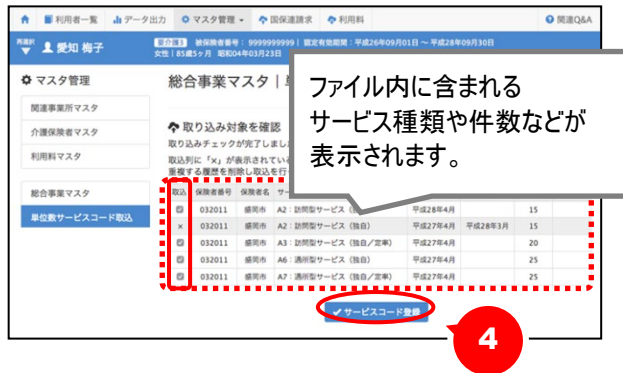 利用者一覧 データ出力 マスタ管理 国保連請求 利用料 関連Q&A
再選択 愛知 梅子 要介護3 被保険者番号：9999999999 認定有効期間：平成26年09月01日 ～ 平成28年09月30日
女性 85歳5ヶ月 昭和04年03月23日
マスタ管理
関連事業所マスタ
介護保険者マスタ
利用料マスタ
総合事業マスタ
単位数サービスコード取込
総合事業マスタ
取り込み対象を確認
取り込みチェックが完了しまし
取込列に「×」が表示されてい
重複する履歴を削除し取込を行
ファイル内に含まれる
サービス種類や件数などが
表示されます。
取込 保険者番号 保険者名
032011 盛岡市 A2：訪問型サービス（独自） 平成28年4月 15
× 032011 盛岡市 A2：訪問型サービス（独自） 平成27年4月 平成28年3月 15
032011 盛岡市 A3：訪問型サービス（独自/定率） 平成27年4月 20
032011 盛岡市 A6：通所型サービス（独自） 平成27年4月 25
032011 盛岡市 A7：通所型サービス（独自/定率） 平成27年4月 25
サービスコード登録
4